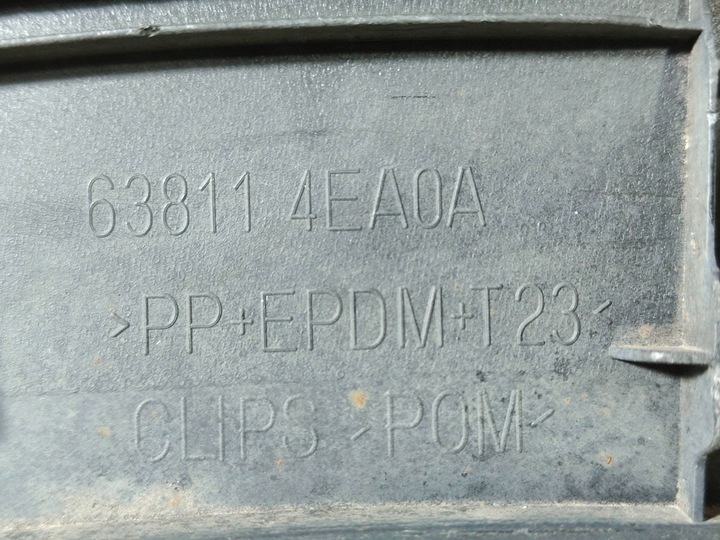 63811 4EA0A
>PP+EPDM+T23<
CLIPS >POM<